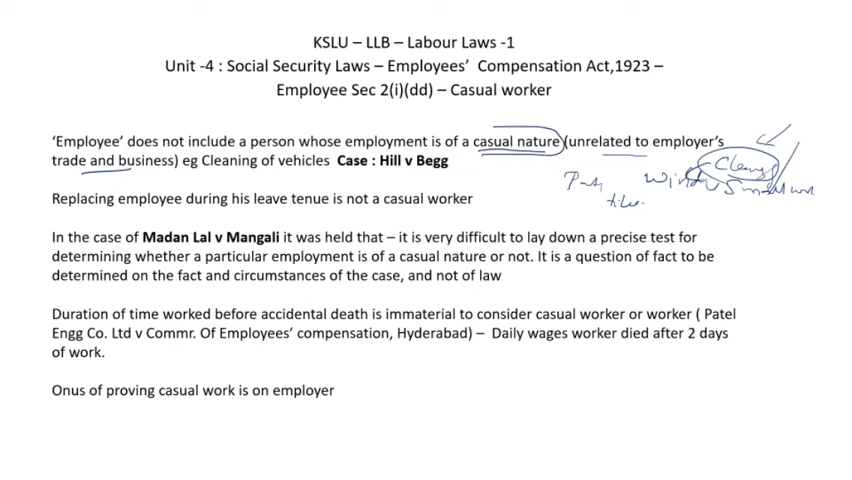 KSLU – LLB – Labour Laws -1
Unit -4 : Social Security Laws – Employees' Compensation Act,1923 –
Employee Sec 2(i)(dd) – Casual worker
'Employee' does not include a person whose employment is of a casual nature (unrelated to employer's
trade and business) eg Cleaning of vehicles Case : Hill v Begg
Replacing employee during his leave tenue is not a casual worker
In the case of Madan Lal v Mangali it was held that – it is very difficult to lay down a precise test for
determining whether a particular employment is of a casual nature or not. It is a question of fact to be
determined on the fact and circumstances of the case, and not of law
Duration of time worked before accidental death is immaterial to consider casual worker or worker ( Patel
Engg Co. Ltd v Commr. Of Employees' compensation, Hyderabad) – Daily wages worker died after 2 days
of work.
Onus of proving casual work is on employer